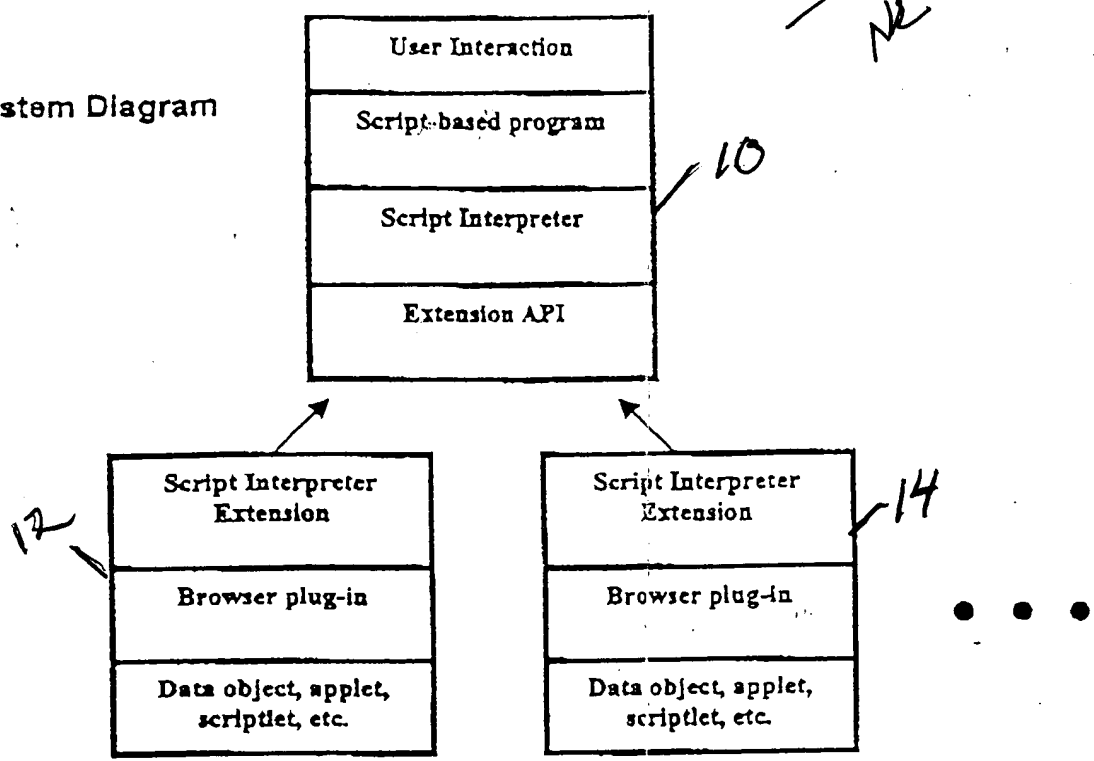 User Interaction
stem Diagram
Script-based program
10
Script Interpreter
Extension API
Script Interpreter
Extension
Script Interpreter
Extension
12
14
Browser plug-in
Browser plug-in
Data object, applet,
scriptlet, etc.
Data object, applet,
scriptlet, etc.